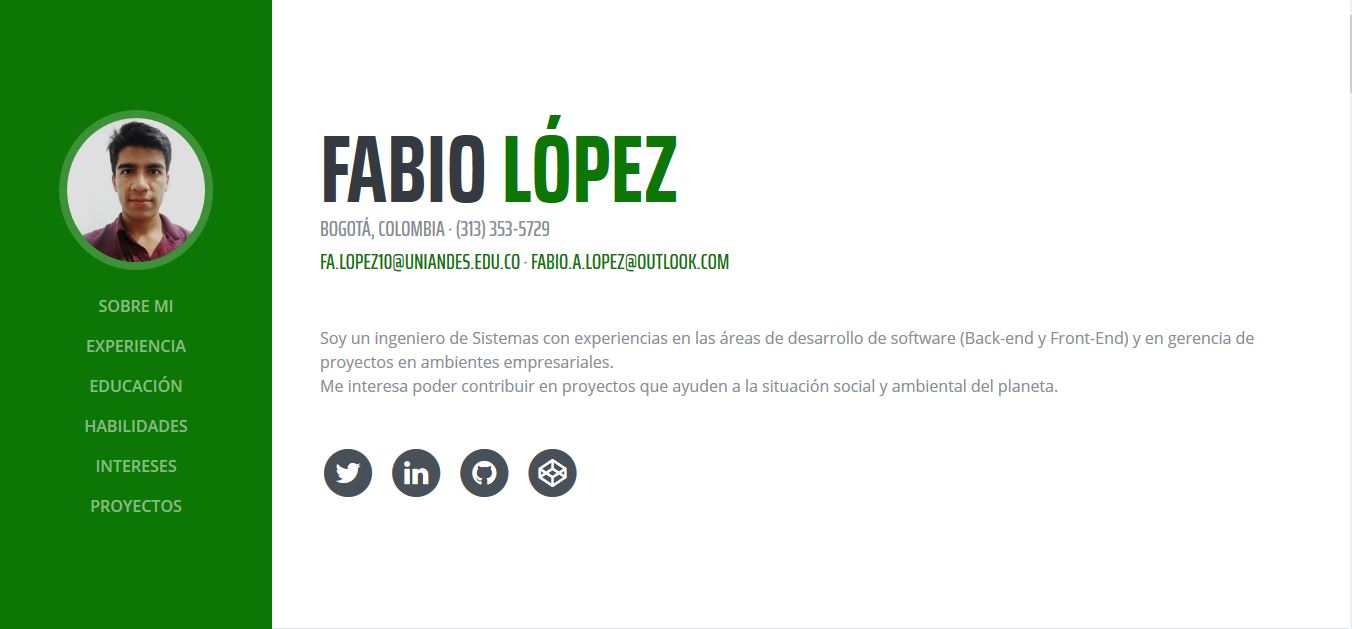 SOBRE MI
EXPERIENCIA
EDUCACIÓN
HABILIDADES
INTERESES
PROYECTOS
FABIO LÓPEZ
BOGOTÁ, COLOMBIA · (313) 353-5729
FA.LOPEZ10@UNIANDES.EDU.CO · FABIO.A.LOPEZ@OUTLOOK.COM
Soy un ingeniero de Sistemas con experiencias en las áreas de desarrollo de software (Back-end y Front-End) y en gerencia de
proyectos en ambientes empresariales.
Me interesa poder contribuir en proyectos que ayuden a la situación social y ambiental del planeta.
in